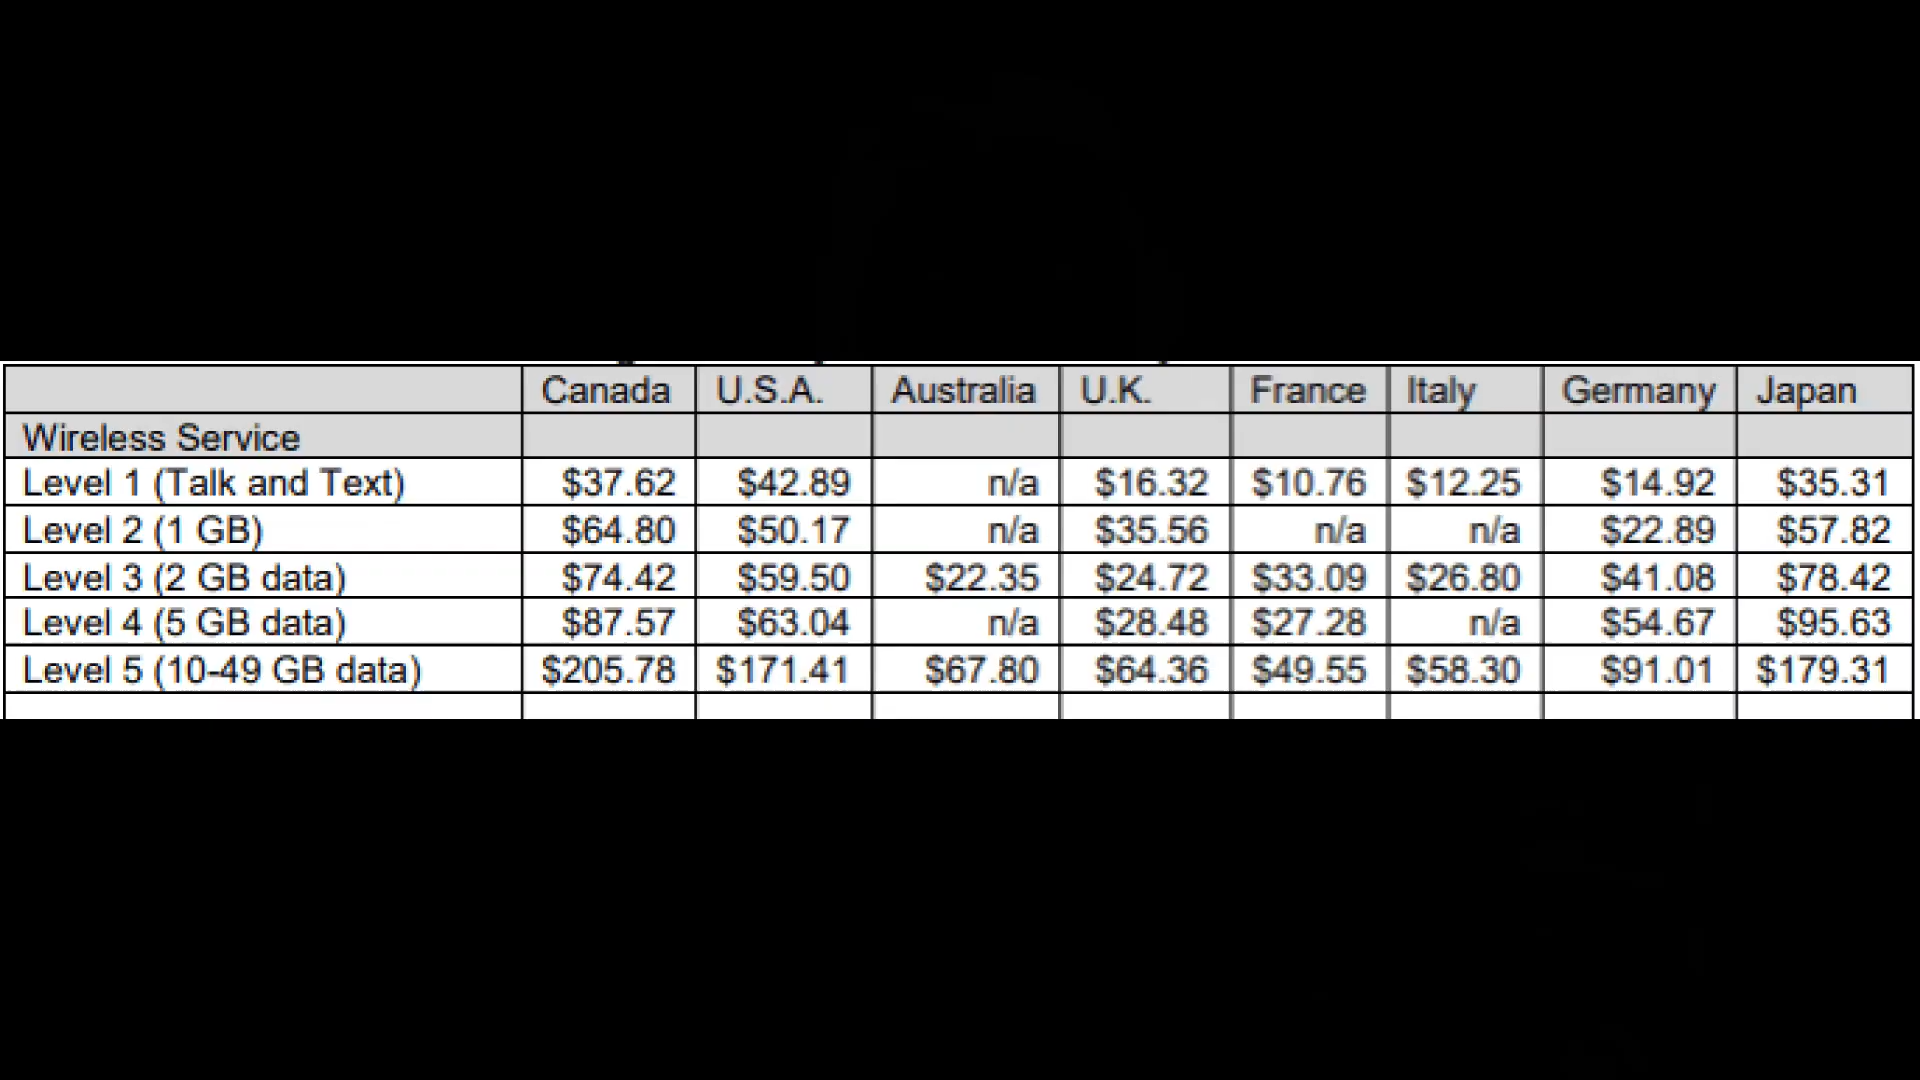 Canada U.S.A. Australia U.K. France Italy Germany Japan
Wireless Service
Level 1 (Talk and Text) $37.62 $42.89 n/a $16.32 $10.76 $12.25 $14.92 $35.31
Level 2 (1 GB) $64.80 $50.17 n/a $35.56 n/a n/a $22.89 $57.82
Level 3 (2 GB data) $74.42 $59.50 $22.35 $24.72 $33.09 $26.80 $41.08 $78.42
Level 4 (5 GB data) $87.57 $63.04 n/a $28.48 $27.28 n/a $54.67 $95.63
Level 5 (10-49 GB data) $205.78 $171.41 $67.80 $64.36 $49.55 $58.30 $91.01 $179.31